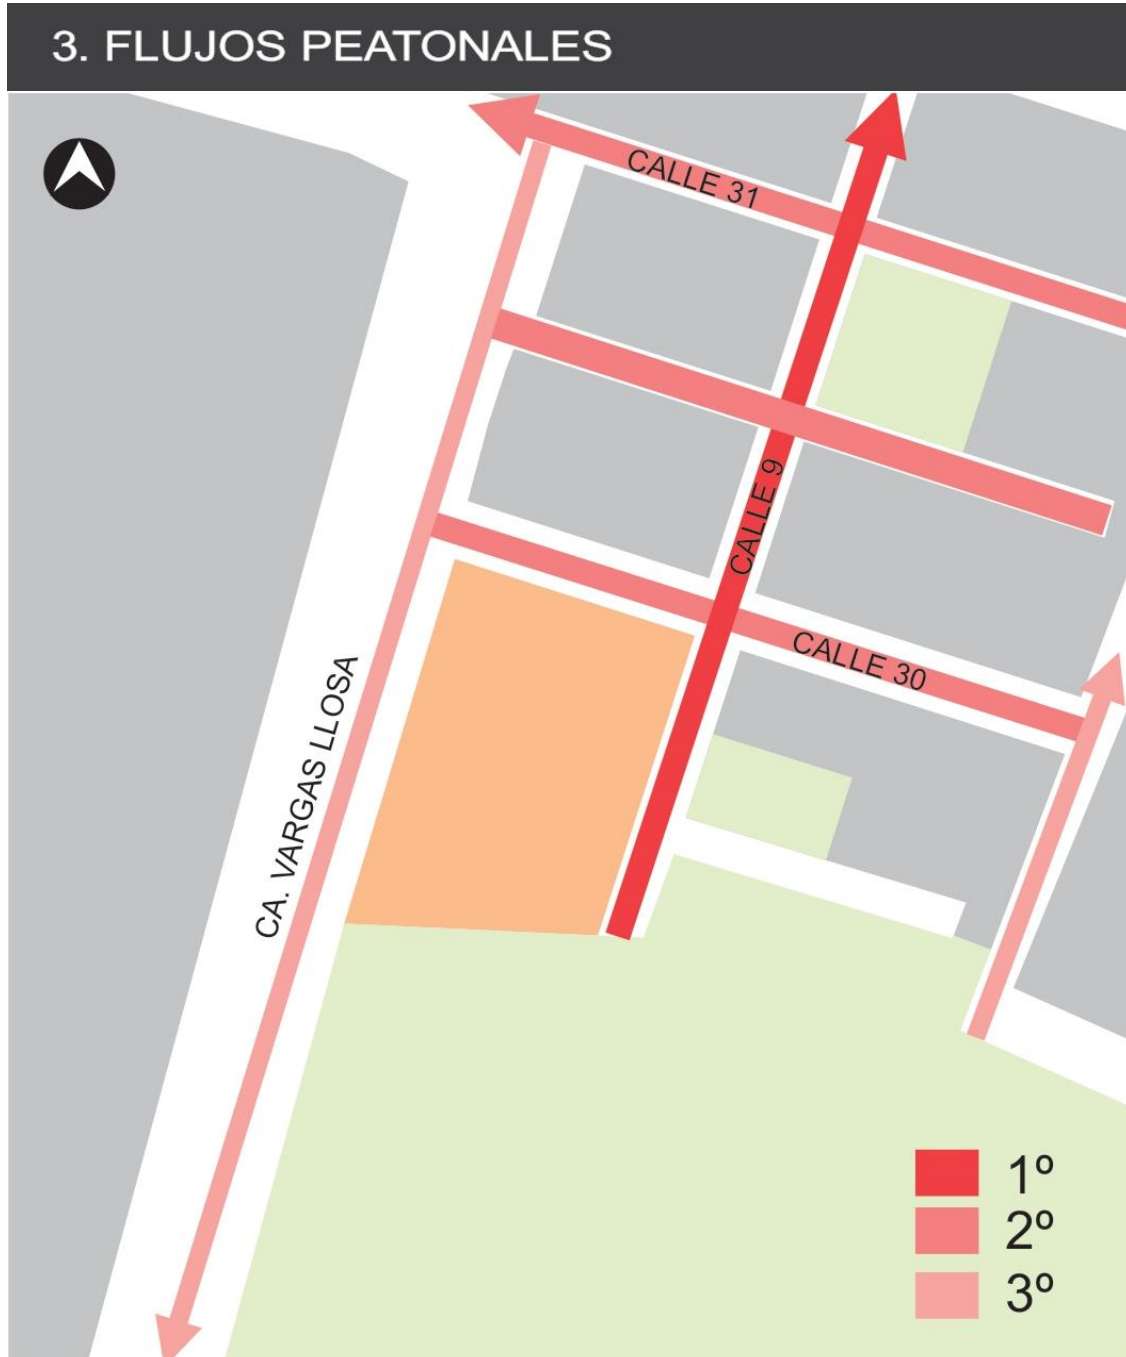 3. FLUJOS PEATONALES
CALLE 31
CALLE 9
CALLE 30
CA. VARGAS LLOSA
1º
2º
3º